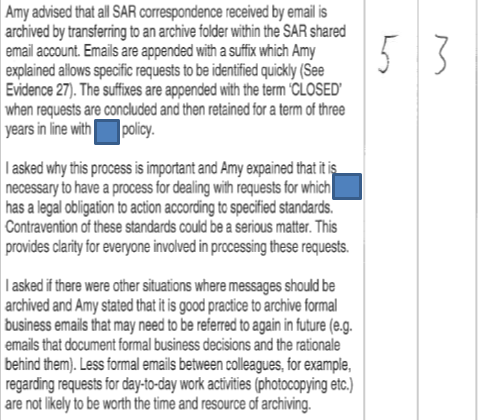 Amy advised that all SAR correspondence received by email is
archived by transferring to an archive folder within the SAR shared
email account. Emails are appended with a suffix which Amy
explained allows specific requests to be identified quickly (See
Evidence 27). The suffixes are appended with the term 'CLOSED'
when requests are concluded and then retained for a term of three
years in line with policy.
5 3
I asked why this process is important and Amy expained that it is
necessary to have a process for dealing with requests for which
has a legal obligation to action according to specified standards.
Contravention of these standards could be a serious matter. This
provides clarity for everyone involved in processing these requests.
I asked if there were other situations where messages should be
archived and Amy stated that it is good practice to archive formal
business emails that may need to be referred to again in future (e.g.
emails that document formal business decisions and the rationale
behind them). Less formal emails between colleagues, for example,
regarding requests for day-to-day work activities (photocopying etc.)
are not likely to be worth the time and resource of archiving.